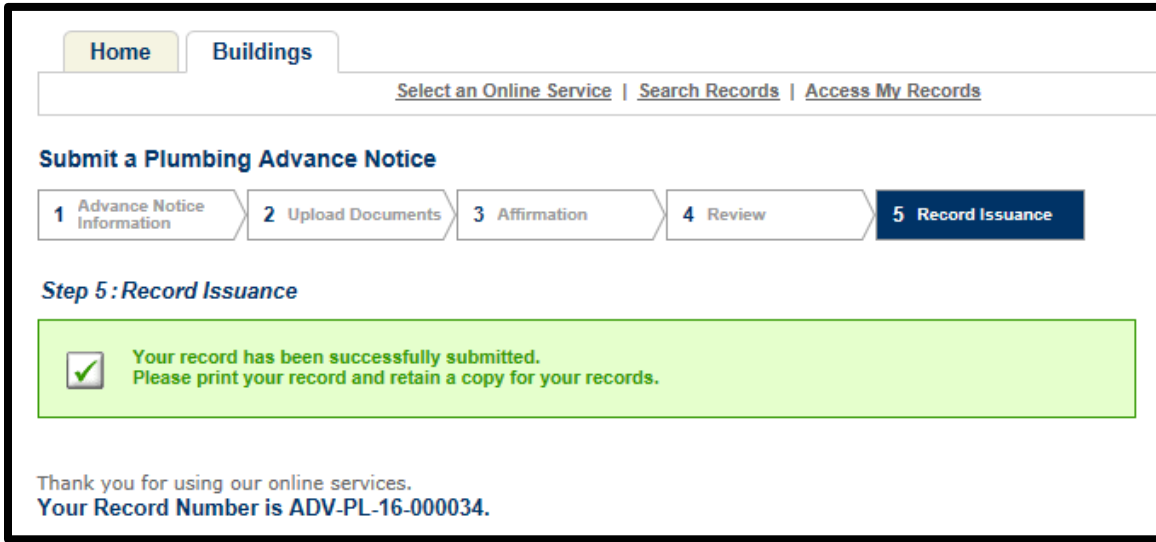 Home Buildings
Select an Online Service | Search Records | Access My Records
Submit a Plumbing Advance Notice
1 Advance Notice Information 2 Upload Documents 3 Affirmation 4 Review 5 Record Issuance
Step 5: Record Issuance
Your record has been successfully submitted.
Please print your record and retain a copy for your records.
Thank you for using our online services.
Your Record Number is ADV-PL-16-000034.